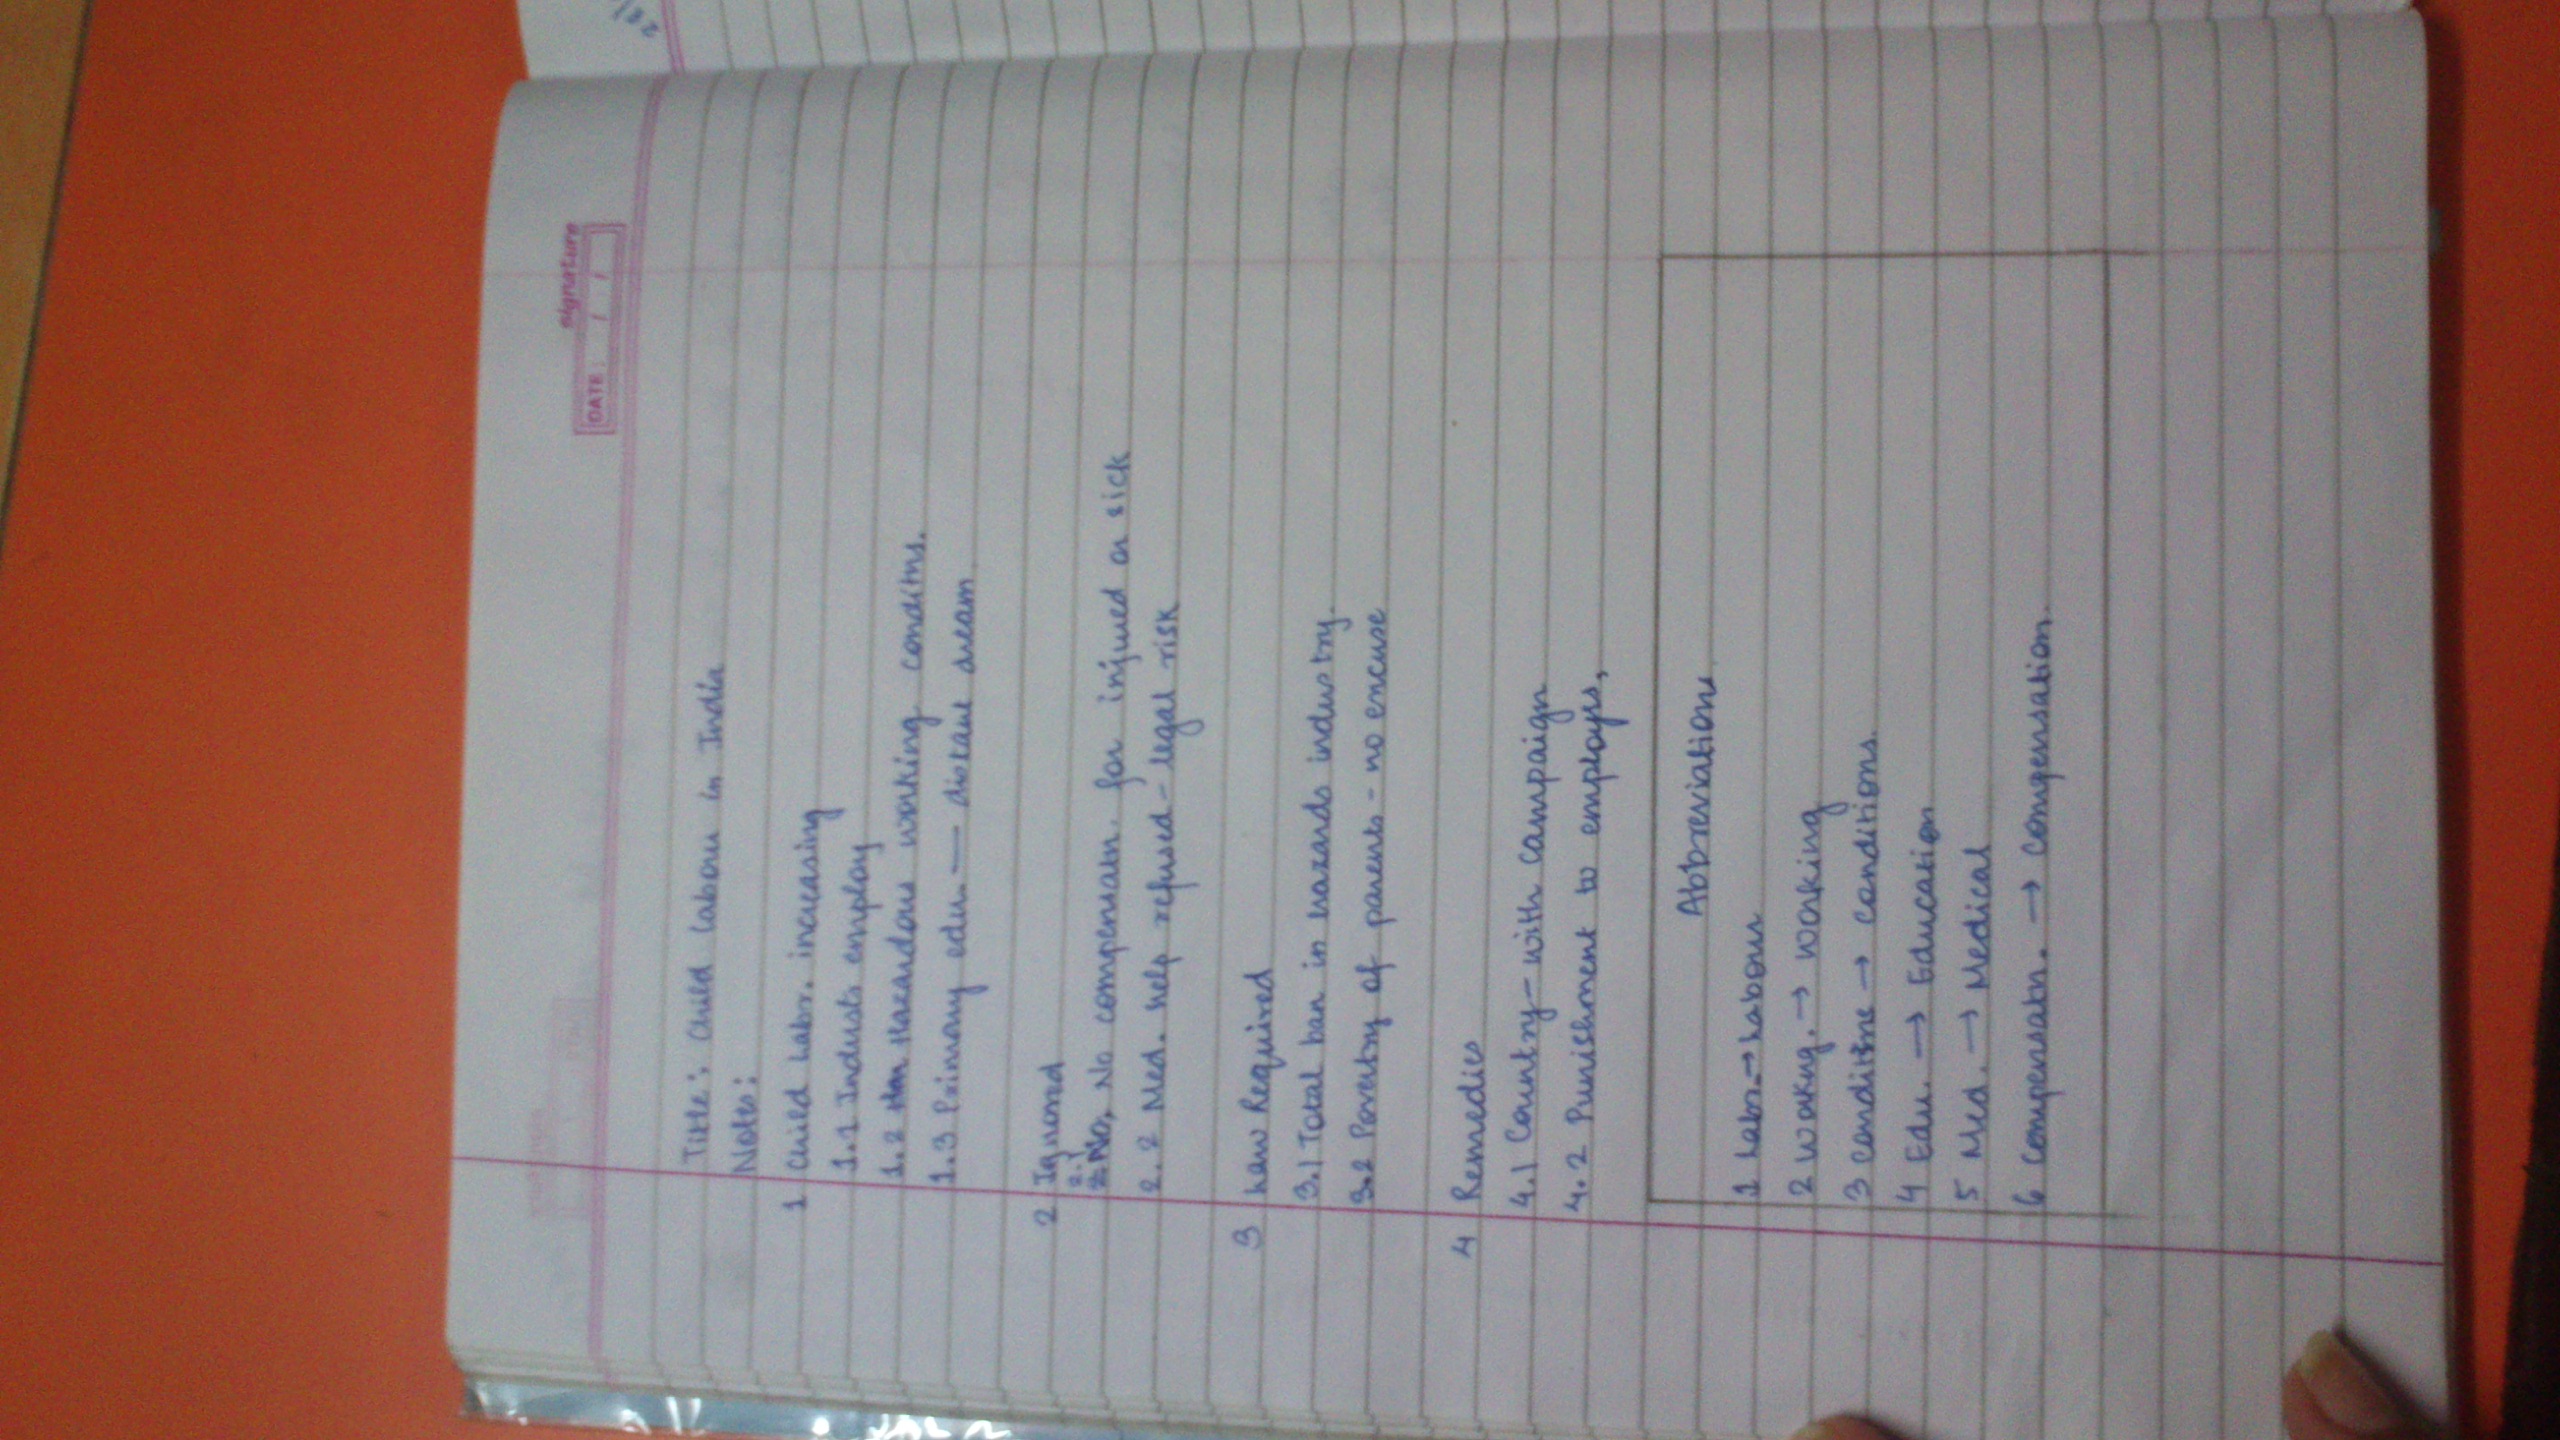 signature
DATE / /
Title: Child Labour in India
Notes:
1 Child Labr. increasing
1.1 Industs employ
1.2 Hazardous working conditns.
1.3 Primary edu. — distant dream
2 Ignored
2.1 No compensatn. for injured or sick
2.2 Med. help refused - legal risk
3 Law Required
3.1 Total ban in hazards industry.
3.2 Povertry of parents - no excuse
4 Remedies
4.1 Country - with campaign
4.2 Punishment to employrs.
Abbreviations
1 Labr. → Labour
2 workng. → working
3 conditns → conditions.
4 Edu. → Education
5 Med. → Medical
6 Compensatn. → Compensation.
28/